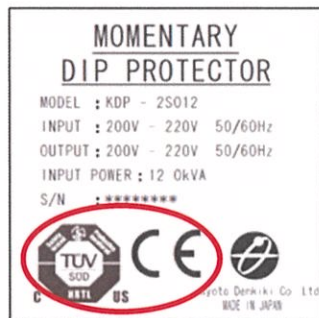 MOMENTARY
DIP PROTECTOR
MODEL : KDP - 2S012
INPUT : 200V - 220V 50/60Hz
OUTPUT : 200V - 220V 50/60Hz
INPUT POWER : 12 0kVA
S/N : ********
TÜV
SÜD
CE
C NRTL US
yoto Denkiki Co Ltd
MADE IN JAPAN